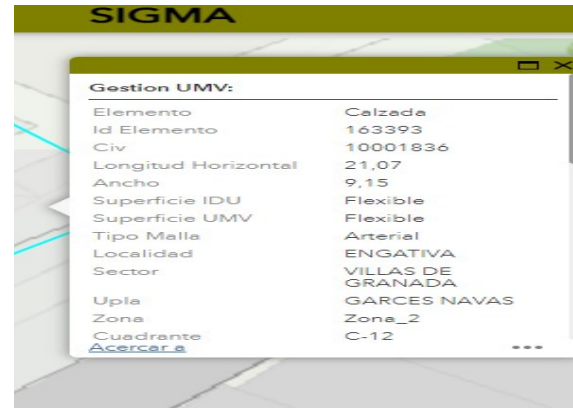 SIGMA
Gestion UMV:
Elemento Calzada
Id Elemento 163393
Civ 10001836
Longitud Horizontal 21,07
Ancho 9,15
Superficie IDU Flexible
Superficie UMV Flexible
Tipo Malla Arterial
Localidad ENGATIVA
Sector VILLAS DE
GRANADA
Upla GARCES NAVAS
Zona Zona_2
Cuadrante C-12
Acercar a